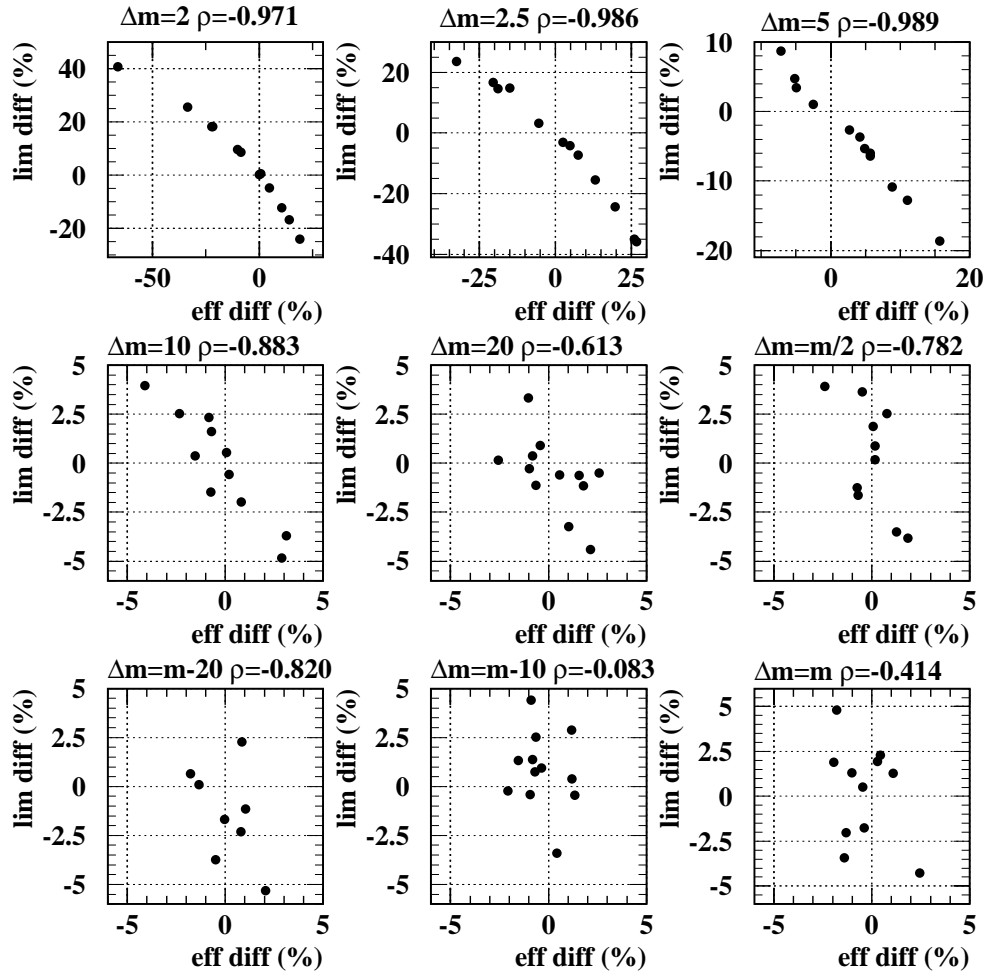 Δm=2 ρ=-0.971
lim diff (%)
40
20
0
-20
-50
0
eff diff (%)
Δm=2.5 ρ=-0.986
lim diff (%)
20
0
-20
-40
-25
0
25
eff diff (%)
Δm=5 ρ=-0.989
lim diff (%)
10
0
-10
-20
0
20
eff diff (%)
Δm=10 ρ=-0.883
lim diff (%)
5
2.5
0
-2.5
-5
-5
0
5
eff diff (%)
Δm=20 ρ=-0.613
lim diff (%)
5
2.5
0
-2.5
-5
-5
0
5
eff diff (%)
Δm=m/2 ρ=-0.782
lim diff (%)
5
2.5
0
-2.5
-5
-5
0
5
eff diff (%)
Δm=m-20 ρ=-0.820
lim diff (%)
5
2.5
0
-2.5
-5
-5
0
5
eff diff (%)
Δm=m-10 ρ=-0.083
lim diff (%)
5
2.5
0
-2.5
-5
-5
0
5
eff diff (%)
Δm=m ρ=-0.414
lim diff (%)
5
2.5
0
-2.5
-5
-5
0
5
eff diff (%)